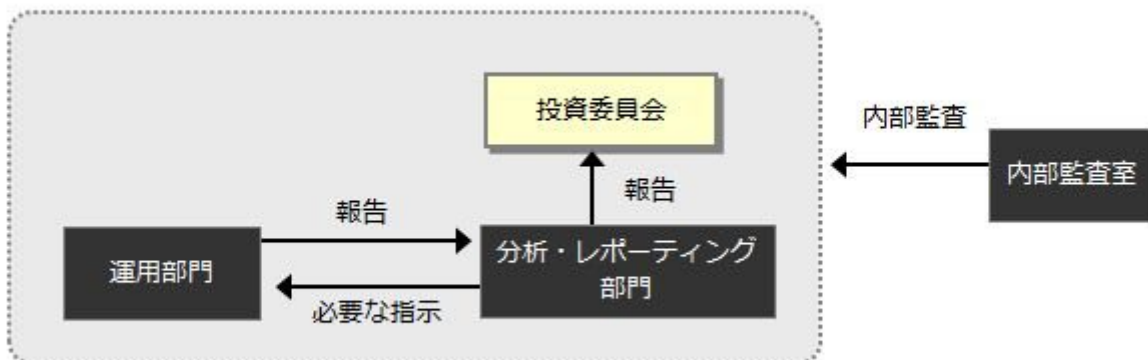 投資委員会
内部監査
内部監査室
報告
報告
運用部門
分析・レポーティング
部門
必要な指示